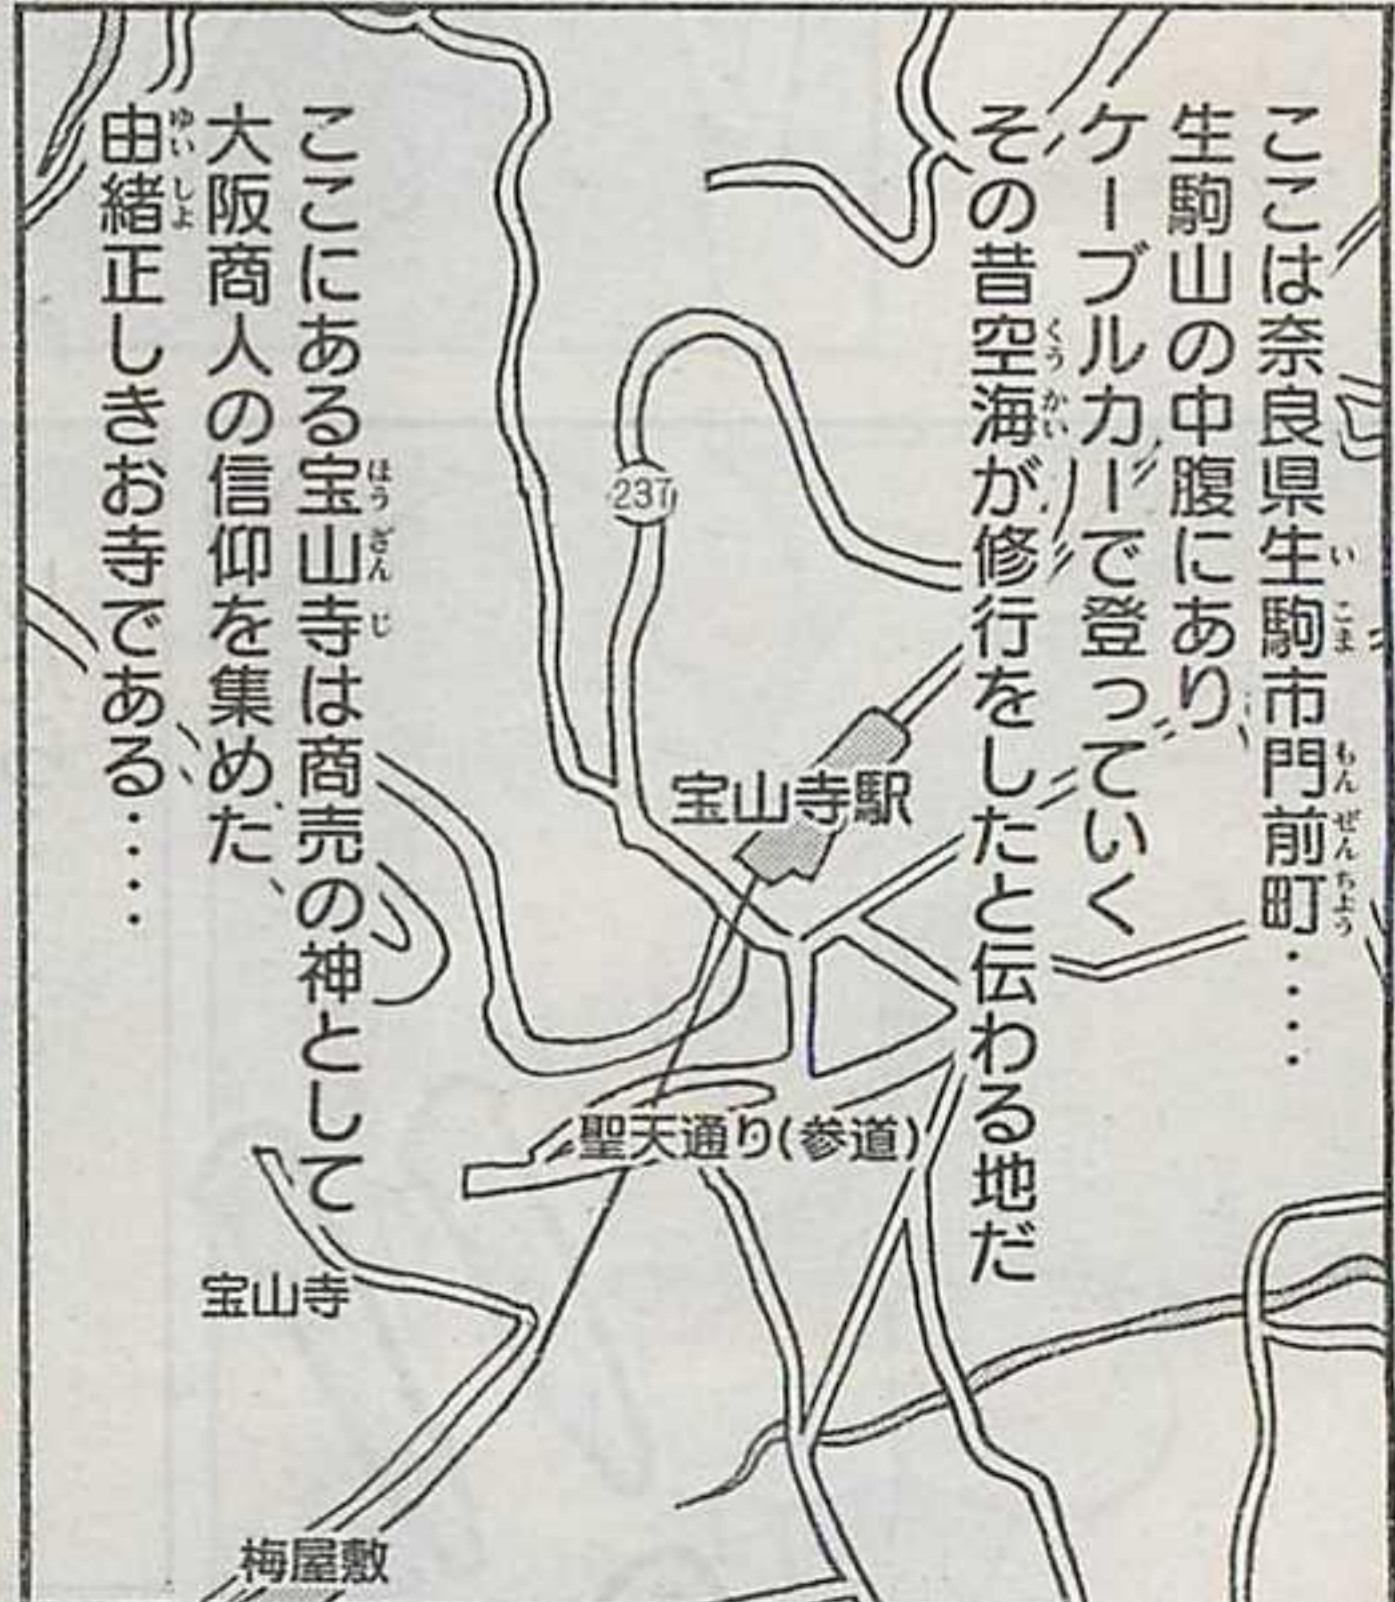 ここは奈良県生駒市門前町‥‥
生駒山の中腹にあり
ケーブルカーで登っていく
その昔空海が修行をしたと伝わる地だ
ここにある宝山寺は商売の神として
大阪商人の信仰を集めた、
由緒正しきお寺である‥‥
237
宝山寺駅
聖天通り(参道)
宝山寺
梅屋敷